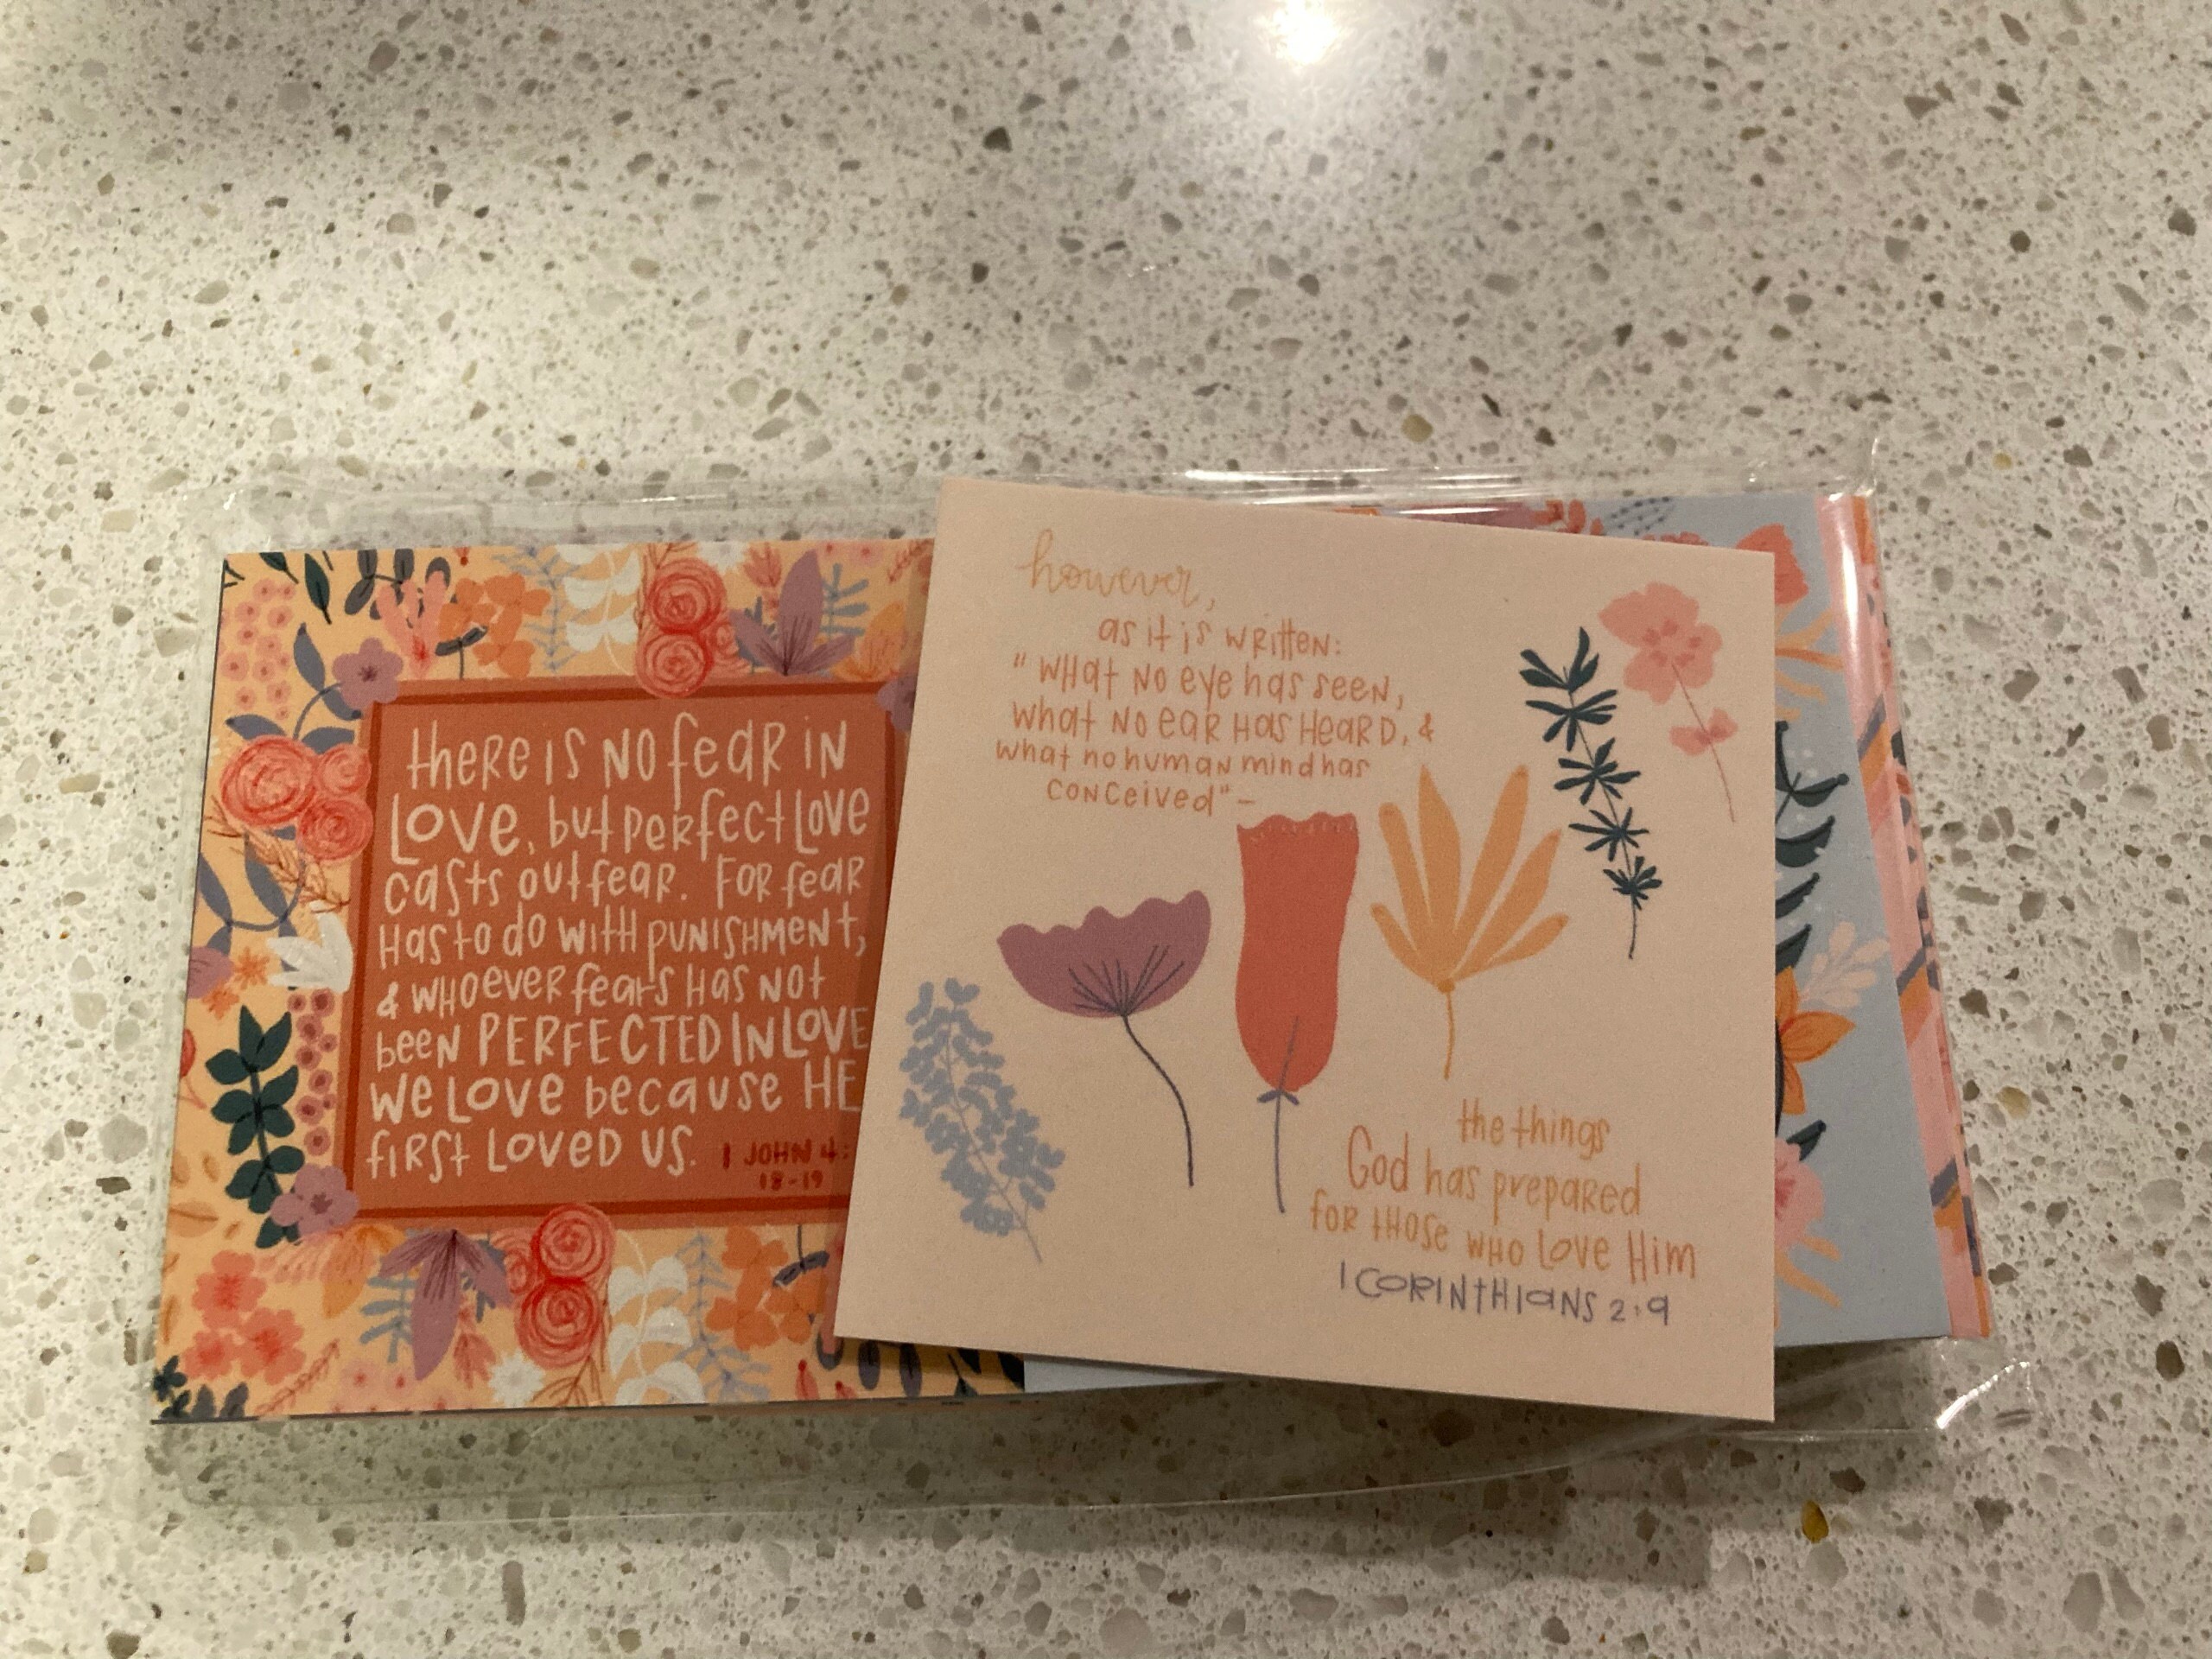 there is no fear in
love, but perfect love
casts out fear. For fear
has to do with punishment,
& whoever fears has not
been PERFECTED IN LOVE
we love because HE
first loved us.
1 JOHN 4:
18-19
however,
as it is written:
"What no eye has seen,
what no ear has heard, &
what no human mind has
conceived" –
the things
God has prepared
for those who love Him
1 CORINTHIANS 2:9